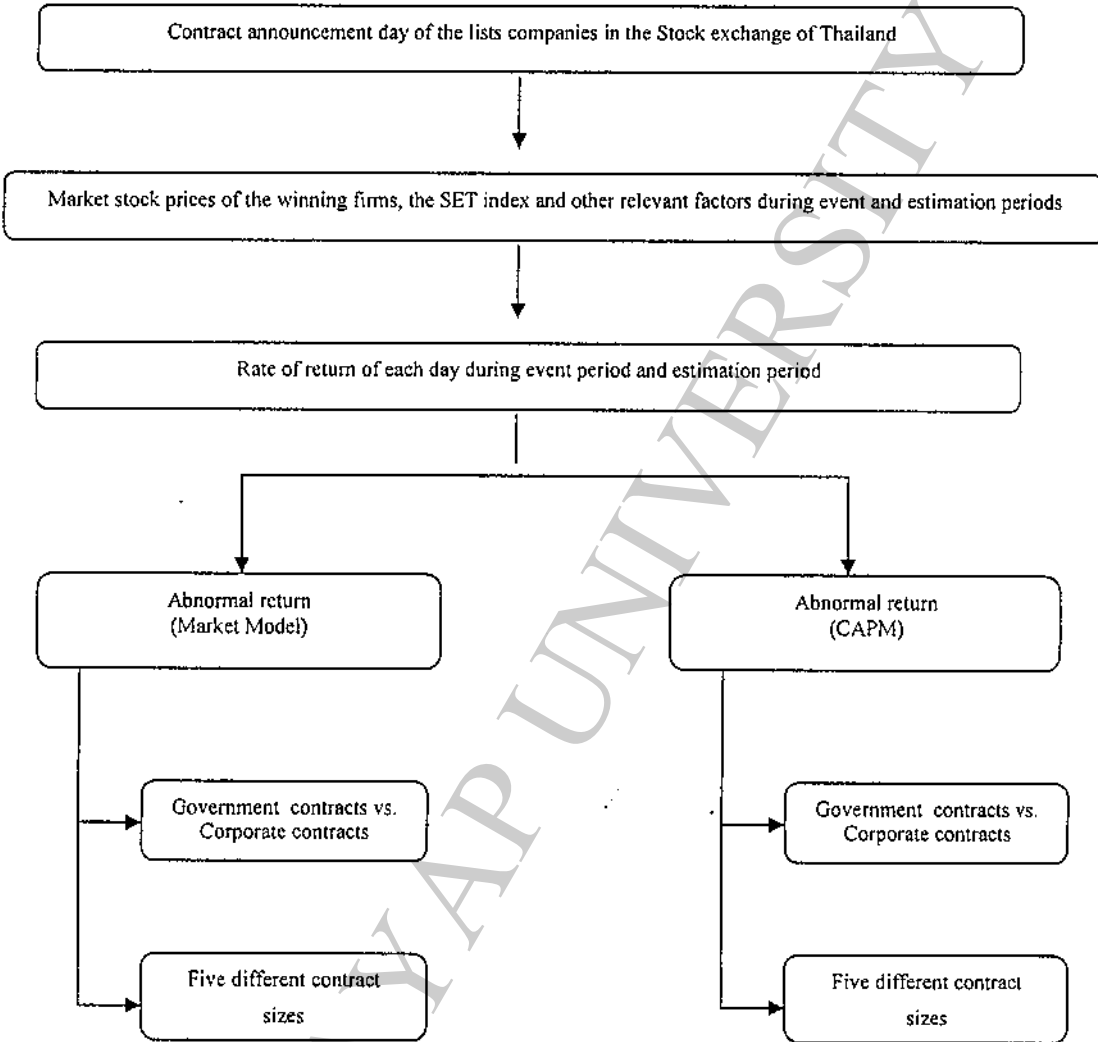 Contract announcement day of the lists companies in the Stock exchange of Thailand
Market stock prices of the winning firms, the SET index and other relevant factors during event and estimation periods
Rate of return of each day during event period and estimation period
Abnormal return
(Market Model)
Abnormal return
(CAPM)
Government contracts vs.
Corporate contracts
Government contracts vs.
Corporate contracts
Five different contract
sizes
Five different contract
sizes
YAP UNIVERSITY